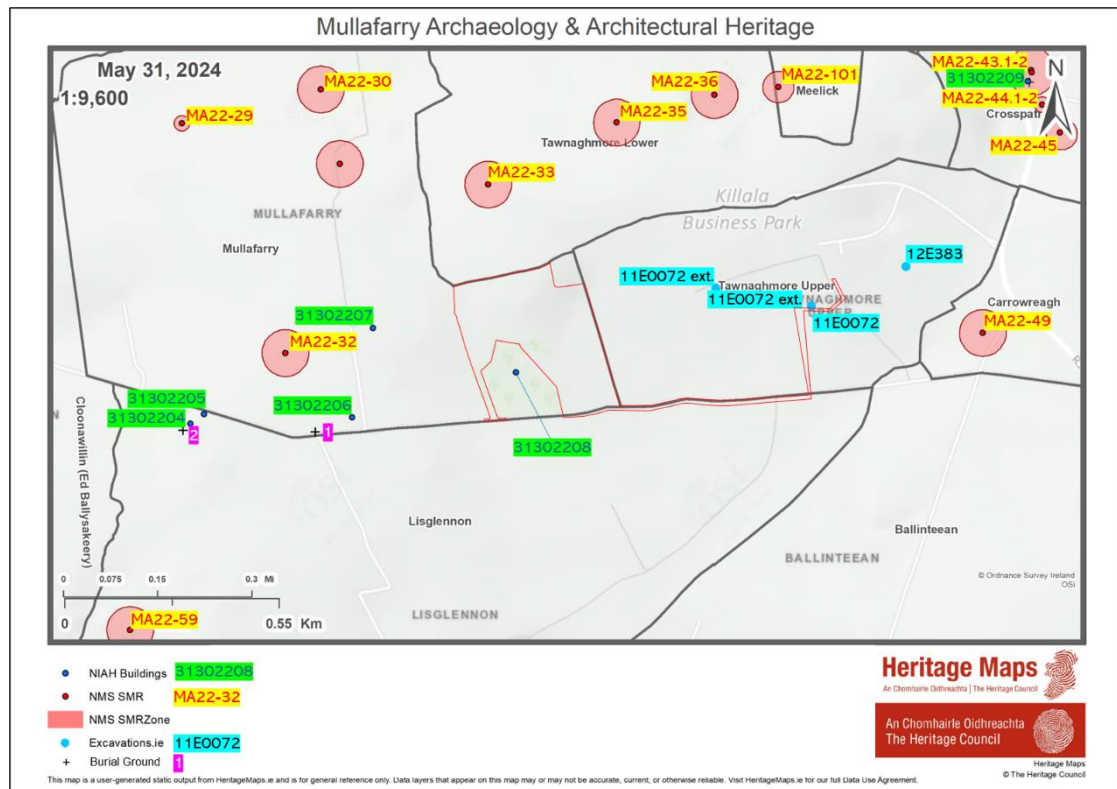 Mullafarry Archaeology & Architectural Heritage
May 31, 2024
1:9,600
MA22-30
MA22-29
MA22-36
MA22-101
Meelick
MA22-43.1-2
31302209
N
MA22-44.1-2
Crosspatr
MA22-45
MA22-35
Tawnaghmore Lower
MA22-33
MULLAFARRY
Mullafarry
Killala
Business Park
12E383
11E0072 ext.
Tawnaghmore Upper
11E0072 ext.
WNAGHMORE
UPPER
11E0072
Carrowreagh
MA22-49
31302207
MA22-32
31302205
31302204
2
31302206
1
31302208
Cloonawillin (Ed Ballysakeery)
Lisglennon
Ballinteean
BALLINTEEAN
LISGLENNON
© Ordnance Survey Ireland
OSi
0 0.075 0.15 0.3 Mi
0 0.55 Km
MA22-59
NIAH Buildings 31302208
NMS SMR MA22-32
NMS SMRZone
Excavations.ie 11E0072
Burial Ground 1
Heritage Maps
An Chomhairle Oidhreachta | The Heritage Council
An Chomhairle Oidhreachta
The Heritage Council
Heritage Maps
© The Heritage Council
This map is a user-generated static output from HeritageMaps.ie and is for general reference only. Data layers that appear on this map may or may not be accurate, current, or otherwise reliable. Visit HeritageMaps.ie for our full Data Use Agreement.